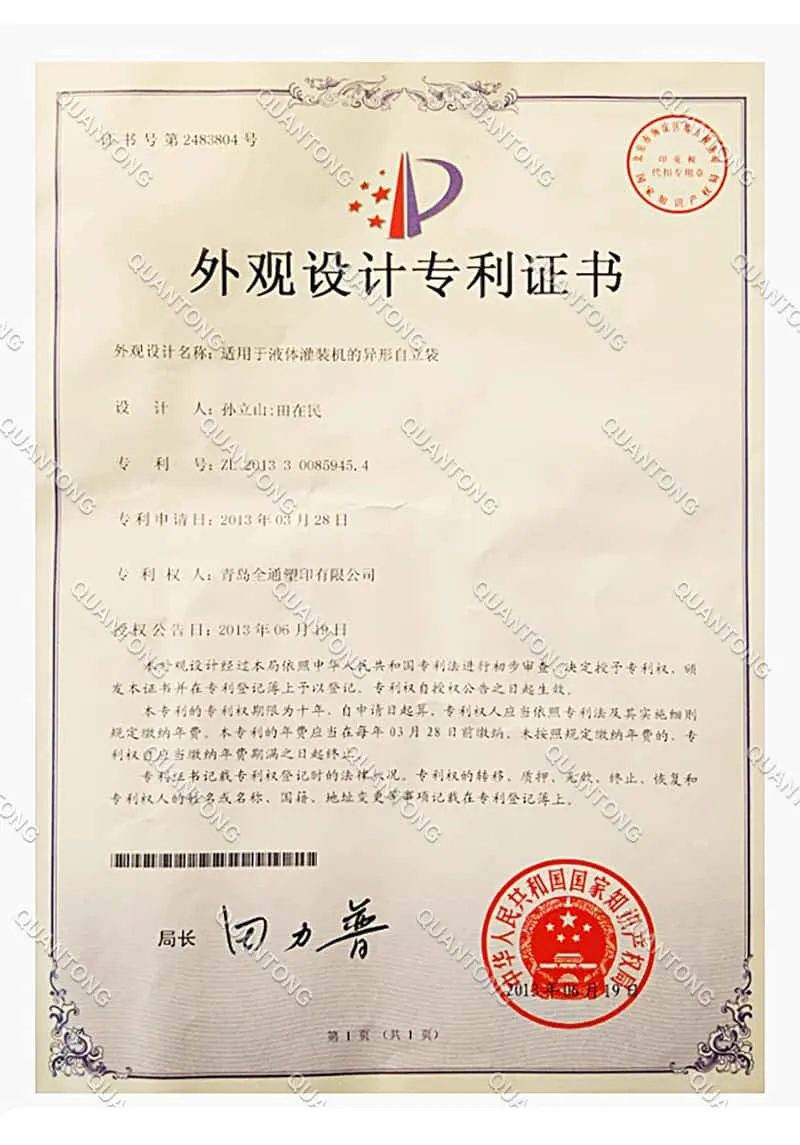 证书号第2483804号
印花税
代扣专用章
国家知识产权局
外观设计专利证书
外观设计名称：适用于液体灌装机的异形自立袋
设计人：孙立山;田在民
专利号：ZL 2013 3 0085945.4
专利申请日：2013年03月28日
专利权人：青岛全通塑印有限公司
授权公告日：2013年06月19日
本外观设计经过本局依照中华人民共和国专利法进行初步审查，决定授予专利权，颁
发本证书并在专利登记簿上予以登记。专利权自授权公告之日起生效。
本专利的专利权期限为十年，自申请日起算。专利权人应当依照专利法及其实施细则
规定缴纳年费。本专利的年费应当在每年03月28日前缴纳。未按照规定缴纳年费的，专
利权自应当缴纳年费期满之日起终止。
专利证书记载专利权登记时的法律状况。专利权的转移、质押、无效、终止、恢复和
专利权人的姓名或名称、国籍、地址变更等事项记载在专利登记簿上。
局长
田力普
中华人民共和国国家知识产权局
2013年06月19日
第1页（共1页）
QUANTONG